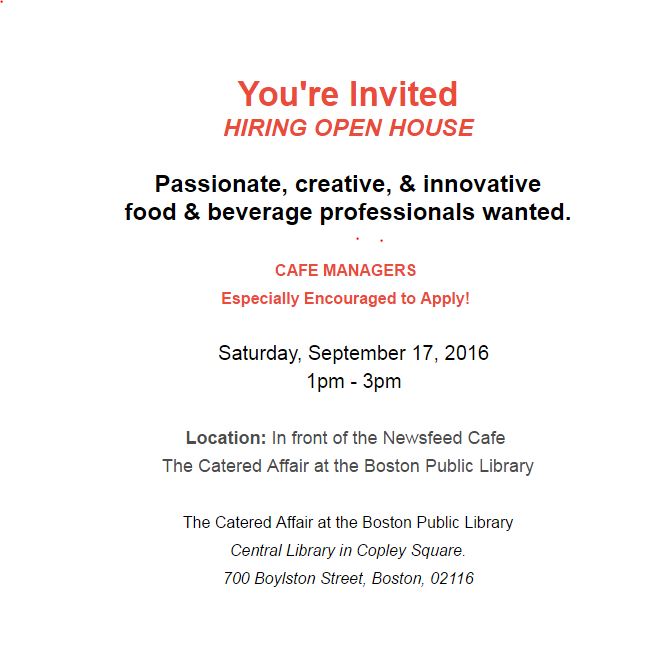 You're Invited
HIRING OPEN HOUSE
Passionate, creative, & innovative
food & beverage professionals wanted.
CAFE MANAGERS
Especially Encouraged to Apply!
Saturday, September 17, 2016
1pm - 3pm
Location: In front of the Newsfeed Cafe
The Catered Affair at the Boston Public Library
The Catered Affair at the Boston Public Library
Central Library in Copley Square.
700 Boylston Street, Boston, 02116